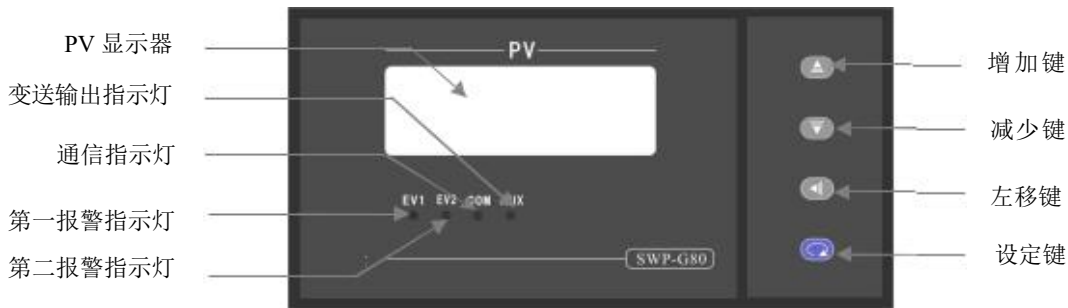 PV 显示器
变送输出指示灯
通信指示灯
第一报警指示灯
第二报警指示灯
PV
EV1 EV2 COM
SWP-G80
增加键
减少键
左移键
设定键